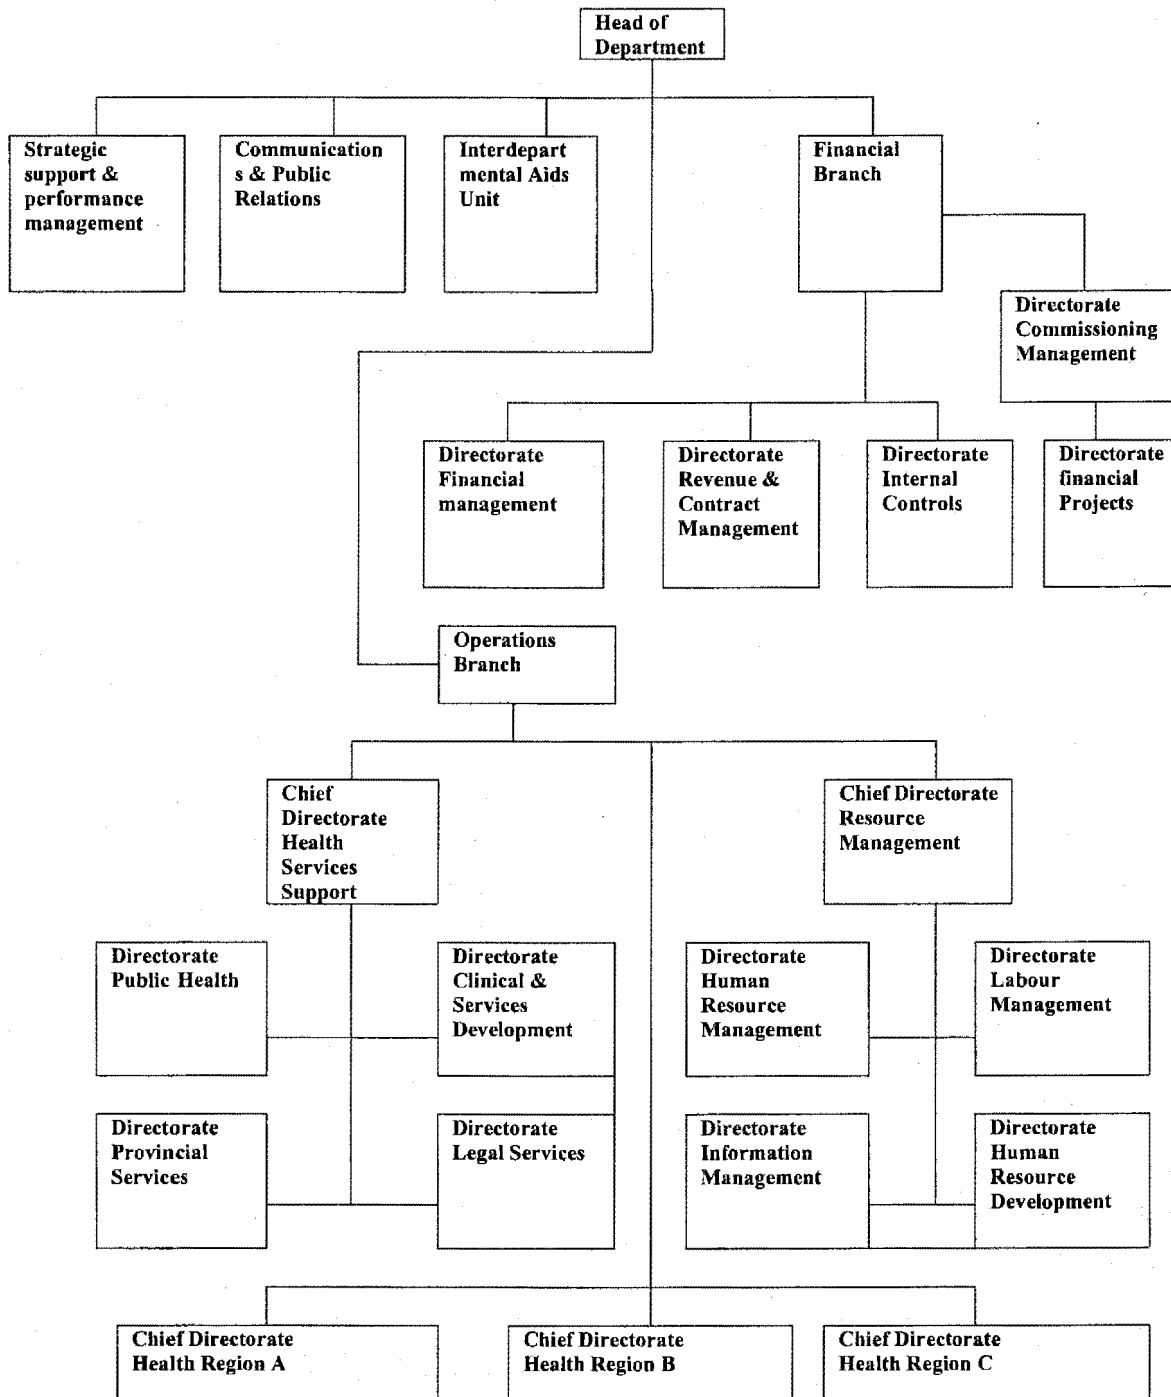 Head of
Department
Strategic
support &
performance
management
Communication
s & Public
Relations
Interdepart
mental Aids
Unit
Financial
Branch
Directorate
Commissioning
Management
Directorate
Financial
management
Directorate
Revenue &
Contract
Management
Directorate
Internal
Controls
Directorate
financial
Projects
Operations
Branch
Chief
Directorate
Health
Services
Support
Chief Directorate
Resource
Management
Directorate
Public Health
Directorate
Clinical &
Services
Development
Directorate
Human
Resource
Management
Directorate
Labour
Management
Directorate
Provincial
Services
Directorate
Legal Services
Directorate
Information
Management
Directorate
Human
Resource
Development
Chief Directorate
Health Region A
Chief Directorate
Health Region B
Chief Directorate
Health Region C